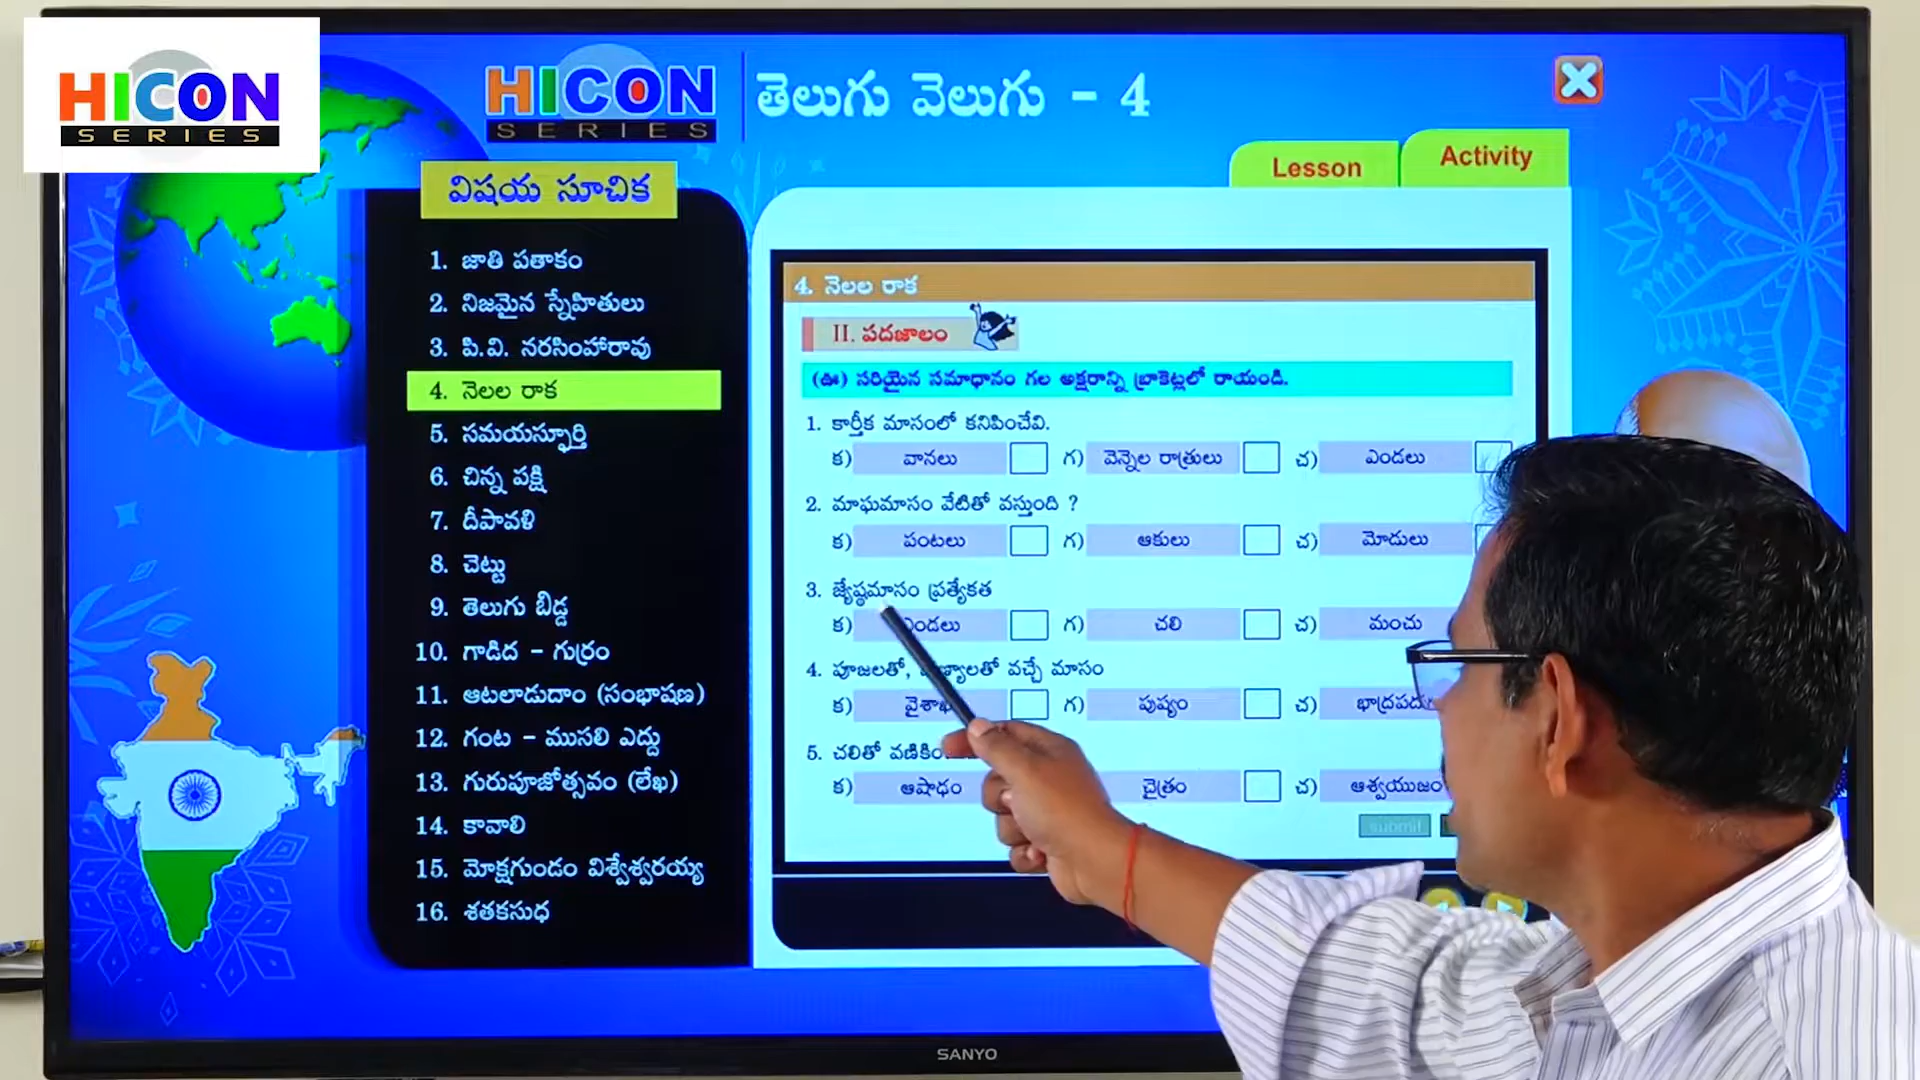 HICON
SERIES
HICON
SERIES
తెలుగు వెలుగు - 4
Lesson
Activity
విషయ సూచిక
1. జాతి పతాకం
2. నిజమైన స్నేహితులు
3. పి.వి. నరసింహారావు
4. నెలల రాక
5. సమయస్ఫూర్తి
6. చిన్న పక్షి
7. దీపావళి
8. చెట్టు
9. తెలుగు బిడ్డ
10. గాడిద - గుర్రం
11. ఆటలాడుదాం (సంభాషణ)
12. గంట - ముసలి ఎద్దు
13. గురుపూజోత్సవం (లేఖ)
14. కావాలి
15. మోక్షగుండం విశ్వేశ్వరయ్య
16. శతకసుధ
4. నెలల రాక
II. పదజాలం
(ఊ) సరియైన సమాధానం గల అక్షరాన్ని బ్రాకెట్లలో రాయండి.
1. కార్తీక మాసంలో కనిపించేవి.
క) వానలు గ) వెన్నెల రాత్రులు చ) ఎండలు
2. మాఘమాసం వేటితో వస్తుంది ?
క) పంటలు గ) ఆకులు చ) మోడులు
3. జ్యేష్ఠమాసం ప్రత్యేకత
క) ఎండలు గ) చలి చ) మంచు
4. పూజలతో, వచ్చే మాసం
క) గ) పుష్యం చ)
5. చలితో
క) ఆషాఢం చైత్రం చ) ఆశ్వయుజం
submit
SANYO